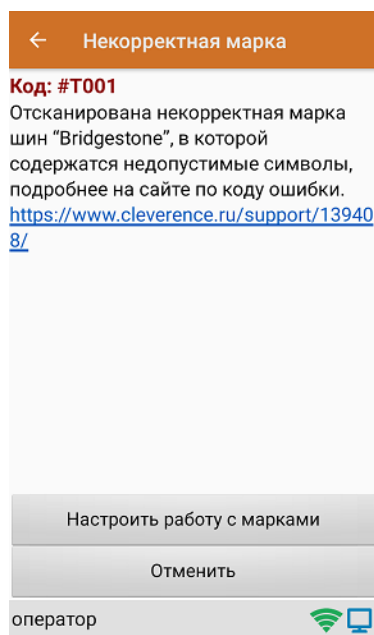 Некорректная марка
Код: #T001
Отсканирована некорректная марка
шин “Bridgestone”, в которой
содержатся недопустимые символы,
подробнее на сайте по коду ошибки.
https://www.cleverence.ru/support/13940
8/
Настроить работу с марками
Отменить
оператор